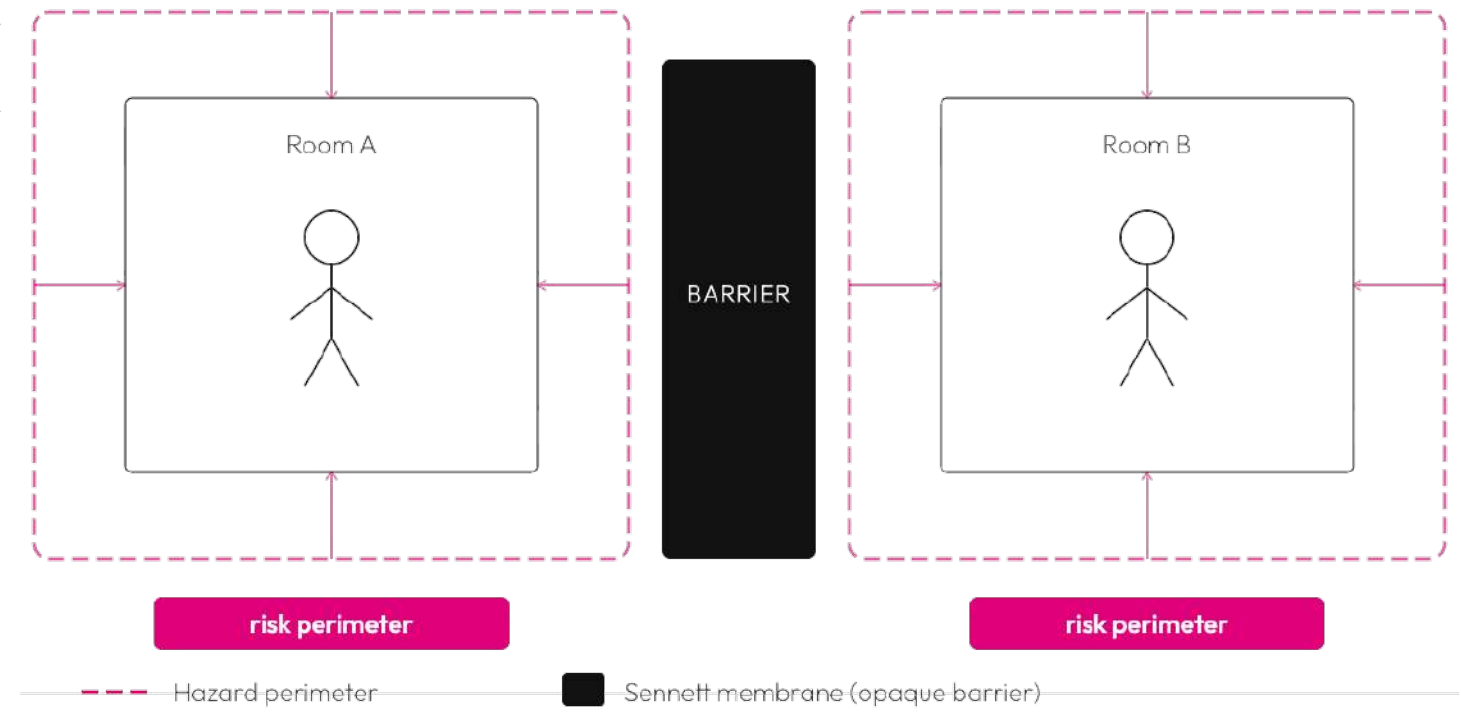 Room A
Room B
BARRIER
risk perimeter
risk perimeter
Hazard perimeter
Sennett membrane (opaque barrier)